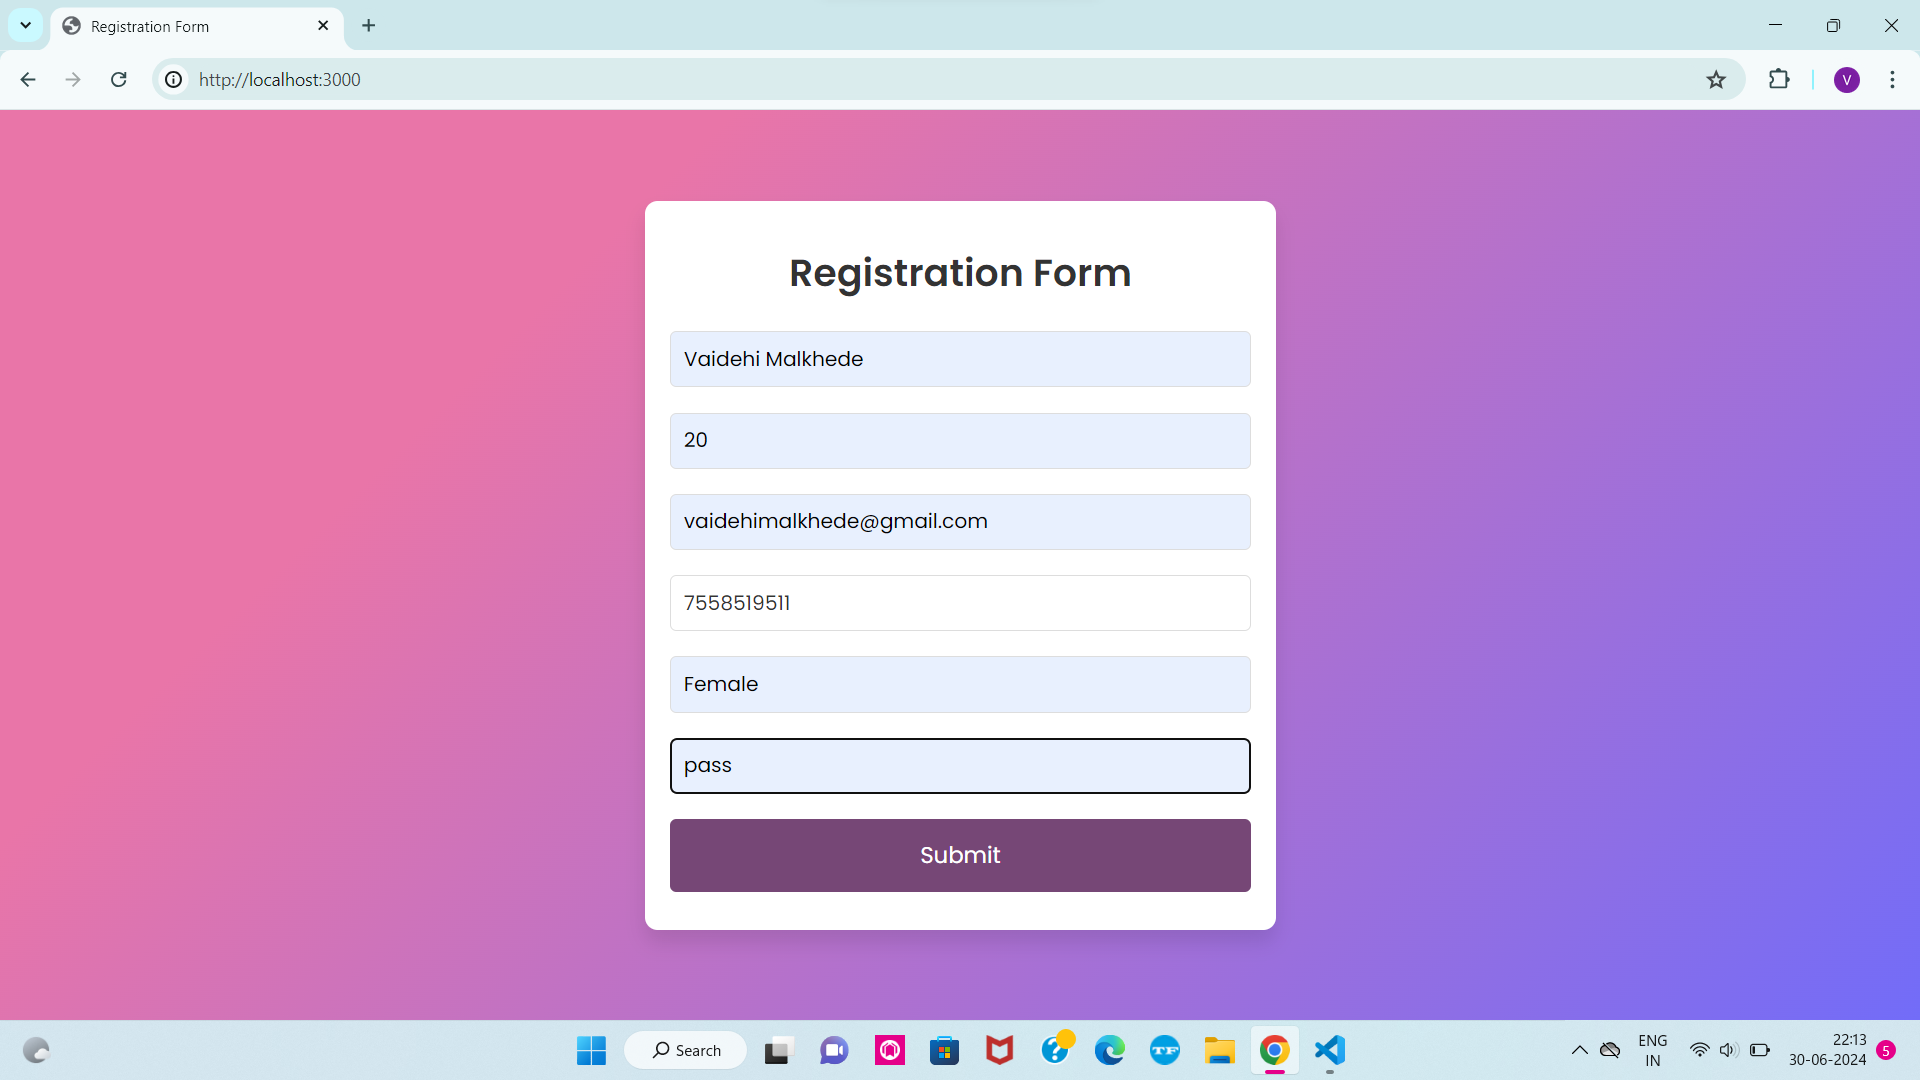 Registration Form
http://localhost:3000
V
Registration Form
Vaidehi Malkhede
20
vaidehimalkhede@gmail.com
7558519511
Female
pass
Submit
Search
TF
ENG
IN
22:13
30-06-2024
5